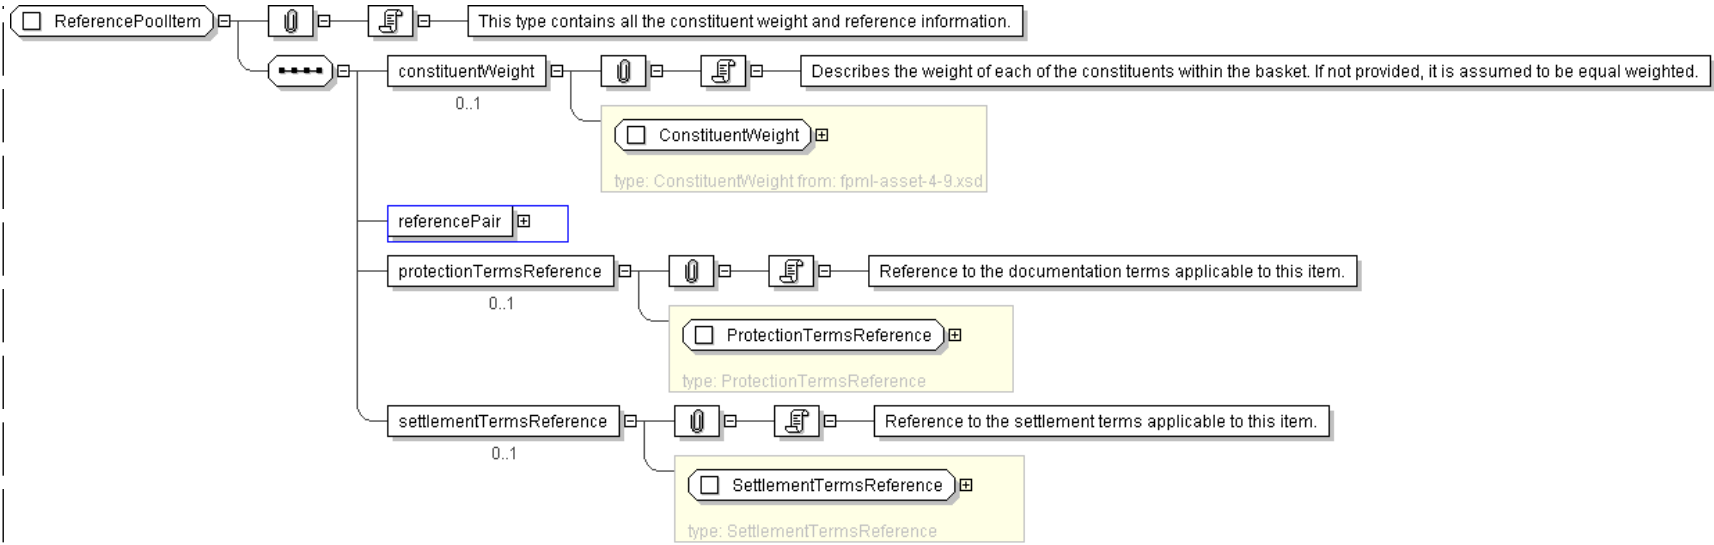 ReferencePoolItem
This type contains all the constituent weight and reference information.
constituentWeight
Describes the weight of each of the constituents within the basket. If not provided, it is assumed to be equal weighted.
0..1
ConstituentWeight
type: ConstituentWeight from: fpml-asset-4-9.xsd
referencePair
protectionTermsReference
Reference to the documentation terms applicable to this item.
0..1
ProtectionTermsReference
type: ProtectionTermsReference
settlementTermsReference
Reference to the settlement terms applicable to this item.
0..1
SettlementTermsReference
type: SettlementTermsReference